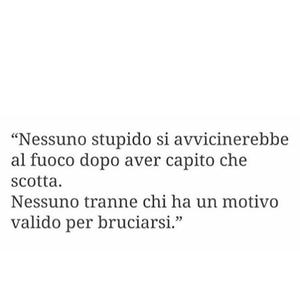 “Nessuno stupido si avvicinerebbe
al fuoco dopo aver capito che
scotta.
Nessuno tranne chi ha un motivo
valido per bruciarsi.”